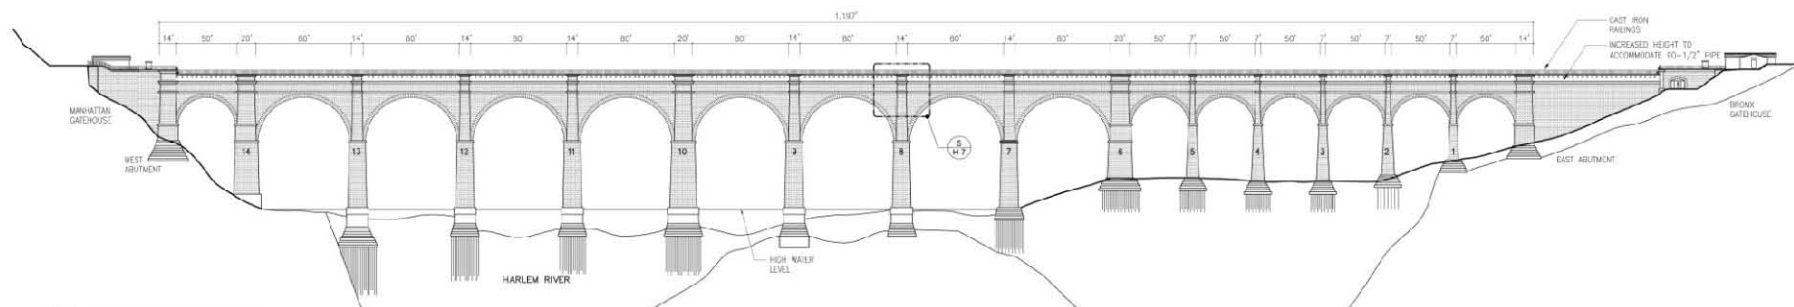 1,197'
14' 50' 20' 80' 14' 80' 14' 80' 14' 80' 20' 80' 14' 80' 14' 80' 14' 80' 20' 50' 7' 50' 7' 50' 7' 50' 7' 50' 7' 50' 14'
CAST IRON
RAILINGS
INCREASED HEIGHT TO
ACCOMMODATE 90-1/2" PIPE
MANHATTAN
GATEHOUSE
BRONX
GATEHOUSE
14 13 12 11 10 9 8 7 6 5 4 3 2 1
5
H 7
WEST
ABUTMENT
EAST ABUTMENT
HIGH WATER
LEVEL
HARLEM RIVER